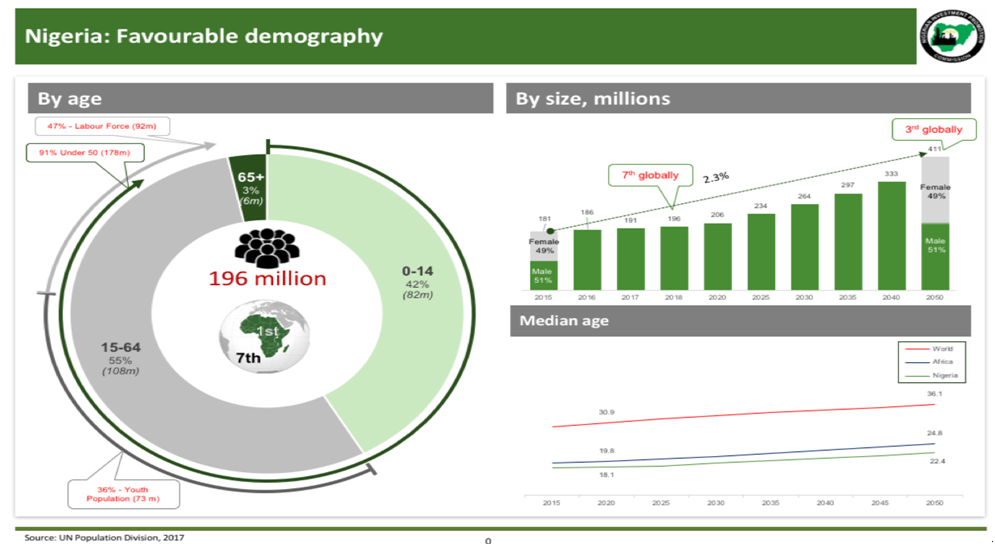 Nigeria: Favourable demography
NIGERIAN INVESTMENT PROMOTION
COMMISSION
By age
47% - Labour Force (92m)
91% Under 50 (178m)
65+
3%
(6m)
196 million
1st
7th
0-14
42%
(82m)
15-64
55%
(108m)
36% - Youth
Population (73 m)
By size, millions
3rd globally
7th globally
2.3%
181
186
191
196
206
234
264
297
333
411
Female
49%
Male
51%
Female
49%
Male
51%
2015
2016
2017
2018
2020
2025
2030
2035
2040
2050
Median age
World
Africa
Nigeria
30.9
36.1
19.8
24.8
18.1
22.4
2015
2020
2025
2030
2035
2040
2045
2050
Source: UN Population Division, 2017